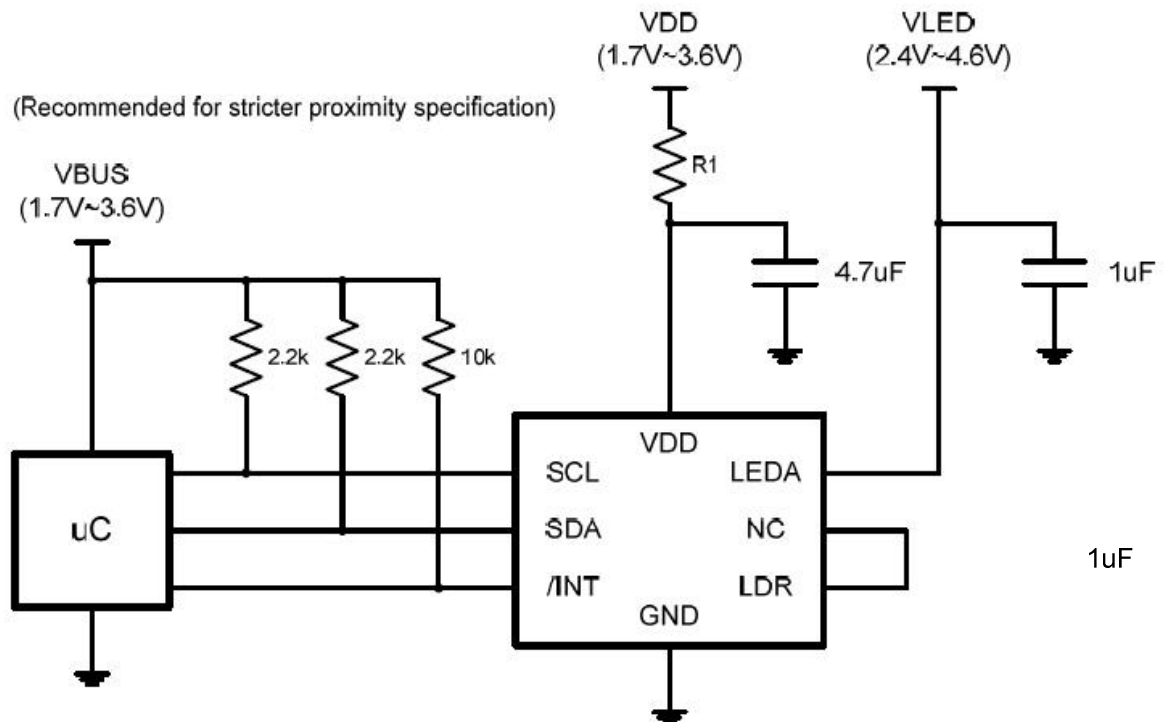 VDD
(1.7V~3.6V)
VLED
(2.4V~4.6V)
(Recommended for stricter proximity specification)
VBUS
(1.7V~3.6V)
R1
4.7uF
1uF
2.2k
2.2k
10k
uC
VDD
SCL
LEDA
SDA
NC
/INT
LDR
GND
1uF